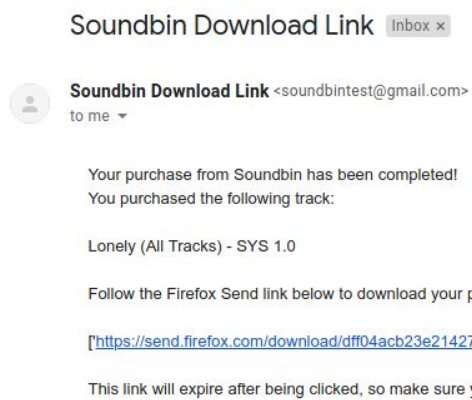 Soundbin Download Link Inbox ×
Soundbin Download Link <soundbintest@gmail.com>
to me
Your purchase from Soundbin has been completed!
You purchased the following track:
Lonely (All Tracks) - SYS 1.0
Follow the Firefox Send link below to download your
['https://send.firefox.com/download/dff04acb23e21427
This link will expire after being clicked, so make sure